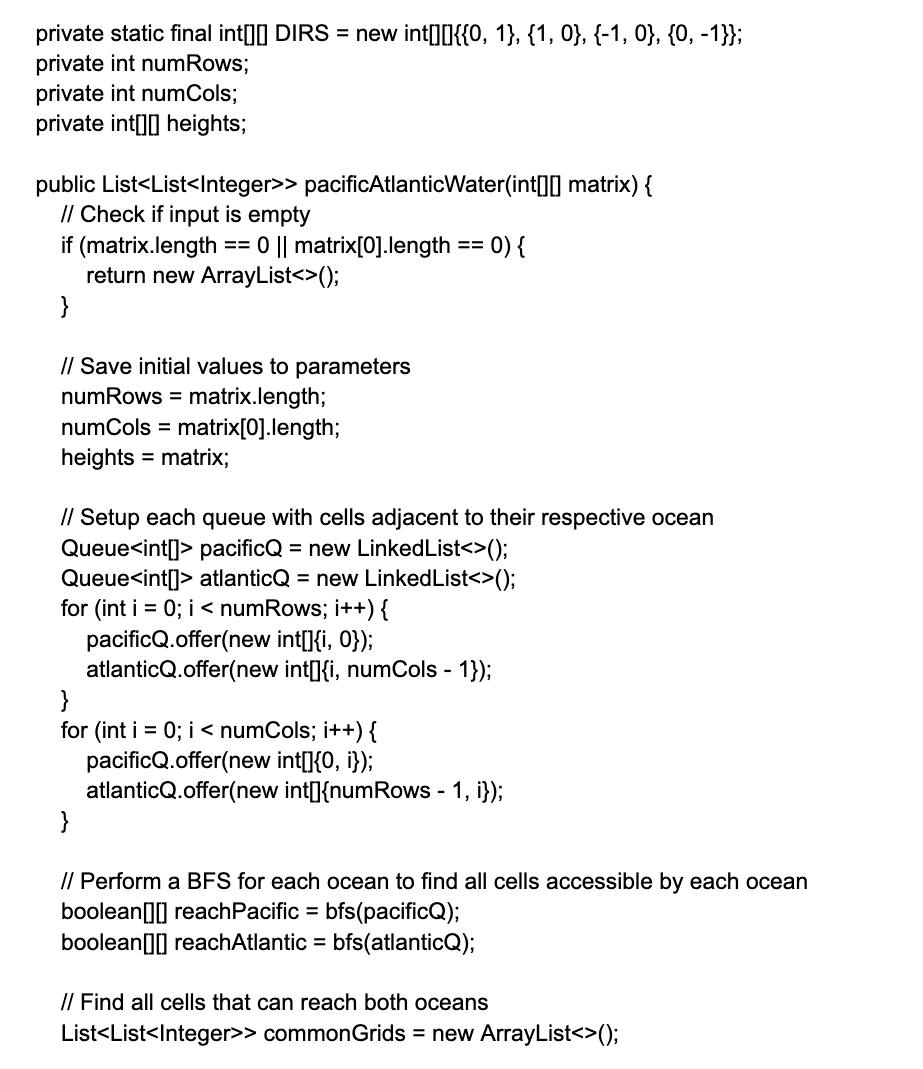 private static final int[][] DIRS = new int[][]{{0, 1}, {1, 0}, {-1, 0}, {0, -1}};
private int numRows;
private int numCols;
private int[][] heights;

public List<List<Integer>> pacificAtlanticWater(int[][] matrix) {
// Check if input is empty
if (matrix.length == 0 || matrix[0].length == 0) {
return new ArrayList<>();
}

// Save initial values to parameters
numRows = matrix.length;
numCols = matrix[0].length;
heights = matrix;

// Setup each queue with cells adjacent to their respective ocean
Queue<int[]> pacificQ = new LinkedList<>();
Queue<int[]> atlanticQ = new LinkedList<>();
for (int i = 0; i < numRows; i++) {
pacificQ.offer(new int[]{i, 0});
atlanticQ.offer(new int[]{i, numCols - 1});
}
for (int i = 0; i < numCols; i++) {
pacificQ.offer(new int[]{0, i});
atlanticQ.offer(new int[]{numRows - 1, i});
}

// Perform a BFS for each ocean to find all cells accessible by each ocean
boolean[][] reachPacific = bfs(pacificQ);
boolean[][] reachAtlantic = bfs(atlanticQ);

// Find all cells that can reach both oceans
List<List<Integer>> commonGrids = new ArrayList<>();